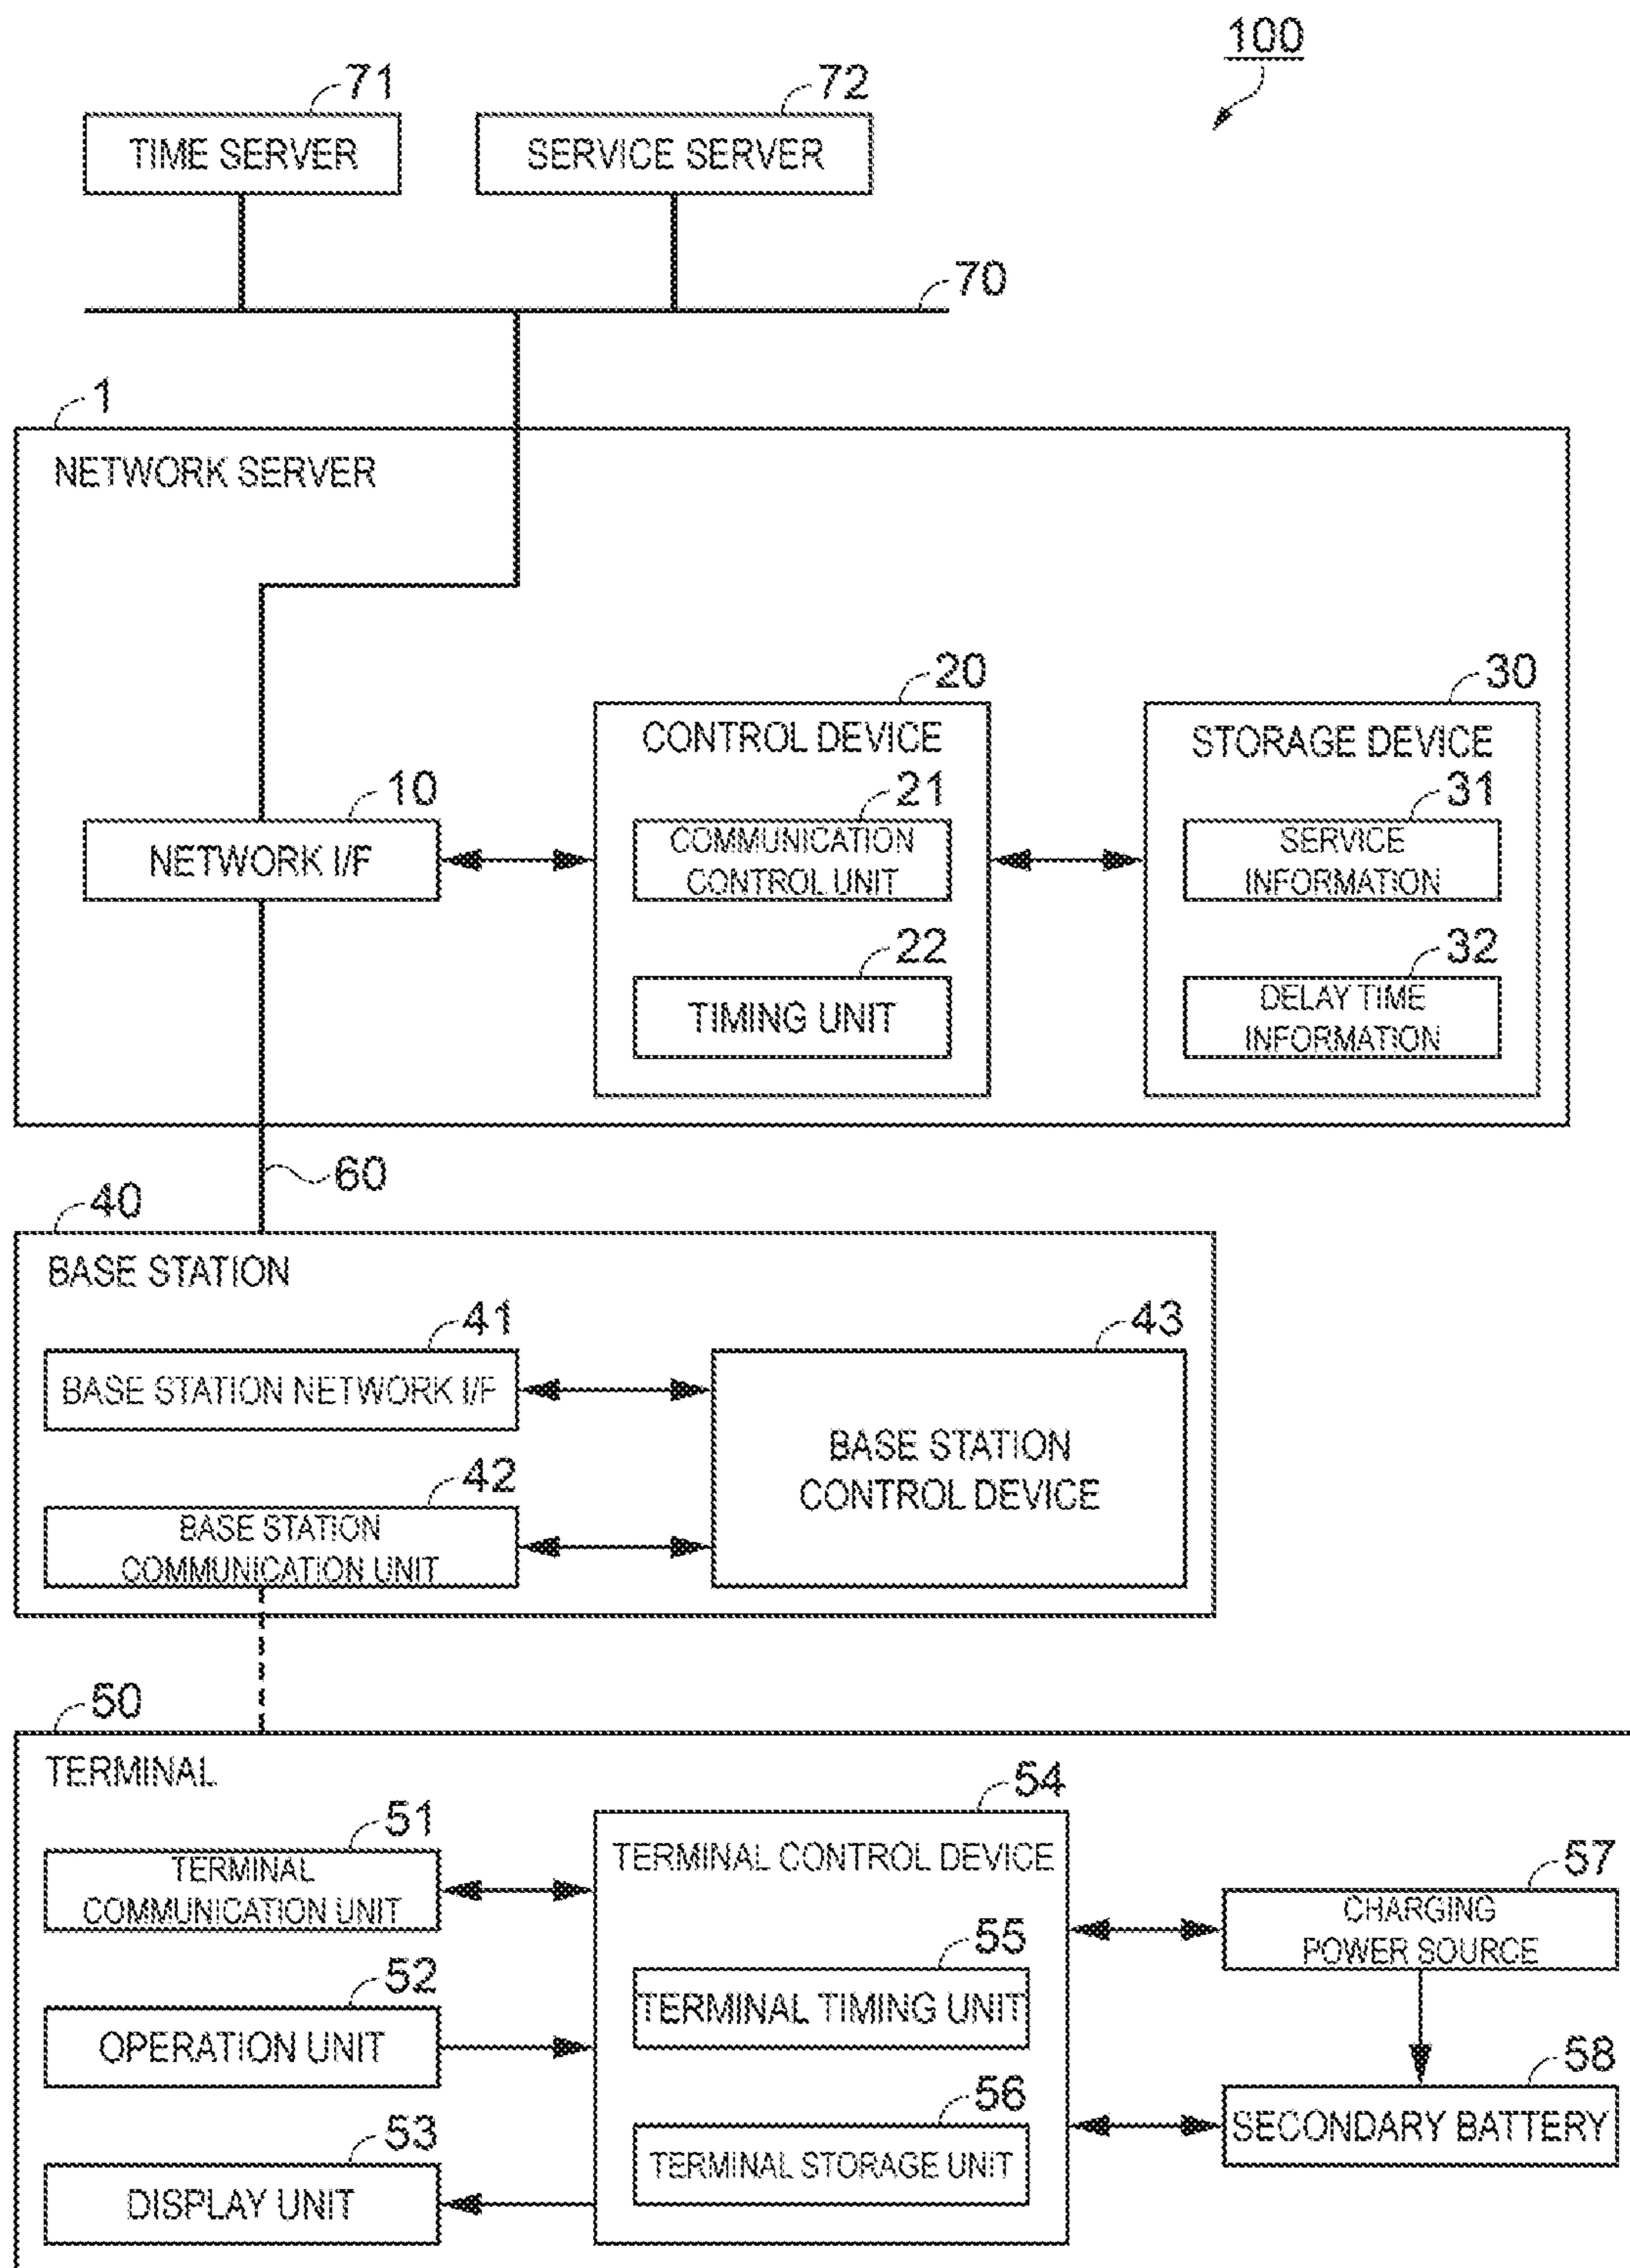 100
71
72
TIME SERVER
SERVICE SERVER
70
1
NETWORK SERVER
20
30
CONTROL DEVICE
STORAGE DEVICE
10
21
31
NETWORK I/F
COMMUNICATION
CONTROL UNIT
SERVICE
INFORMATION
22
32
TIMING UNIT
DELAY TIME
INFORMATION
60
40
BASE STATION
41
43
BASE STATION NETWORK I/F
BASE STATION
CONTROL DEVICE
42
BASE STATION
COMMUNICATION UNIT
50
TERMINAL
54
51
TERMINAL CONTROL DEVICE
57
TERMINAL
COMMUNICATION UNIT
CHARGING
POWER SOURCE
55
52
TERMINAL TIMING UNIT
OPERATION UNIT
58
56
SECONDARY BATTERY
53
TERMINAL STORAGE UNIT
DISPLAY UNIT